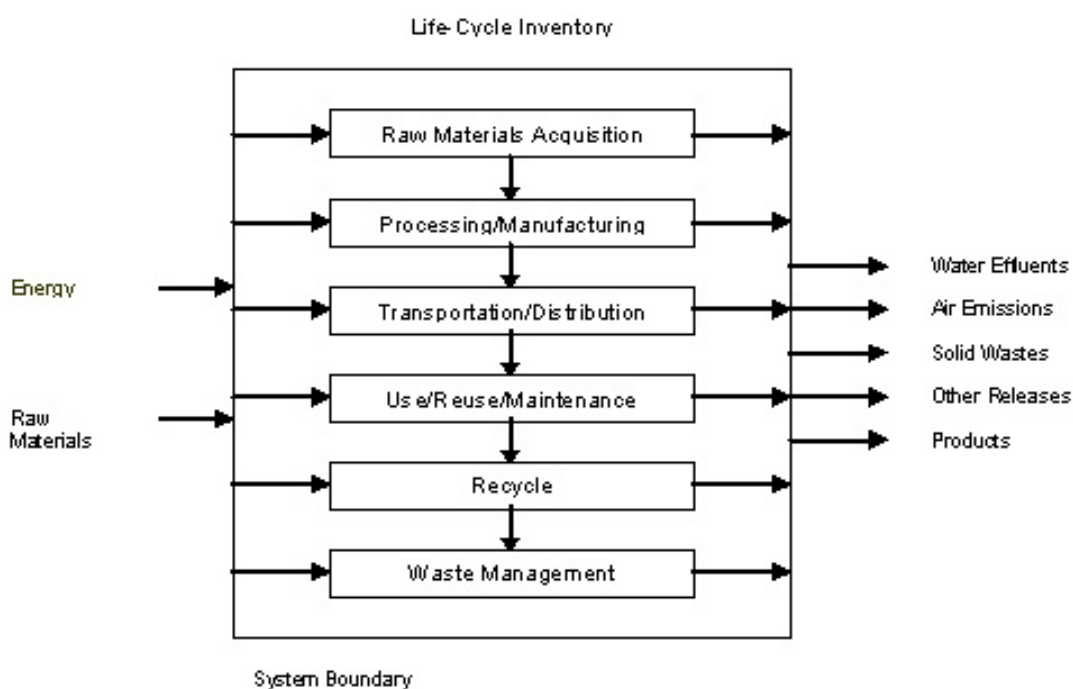 Life-Cycle Inventory
Raw Materials Acquisition
Processing/Manufacturing
Transportation/Distribution
Use/Reuse/Maintenance
Recycle
Waste Management
Energy
Raw
Materials
Water Effluents
Air Emissions
Solid Wastes
Other Releases
Products
System Boundary